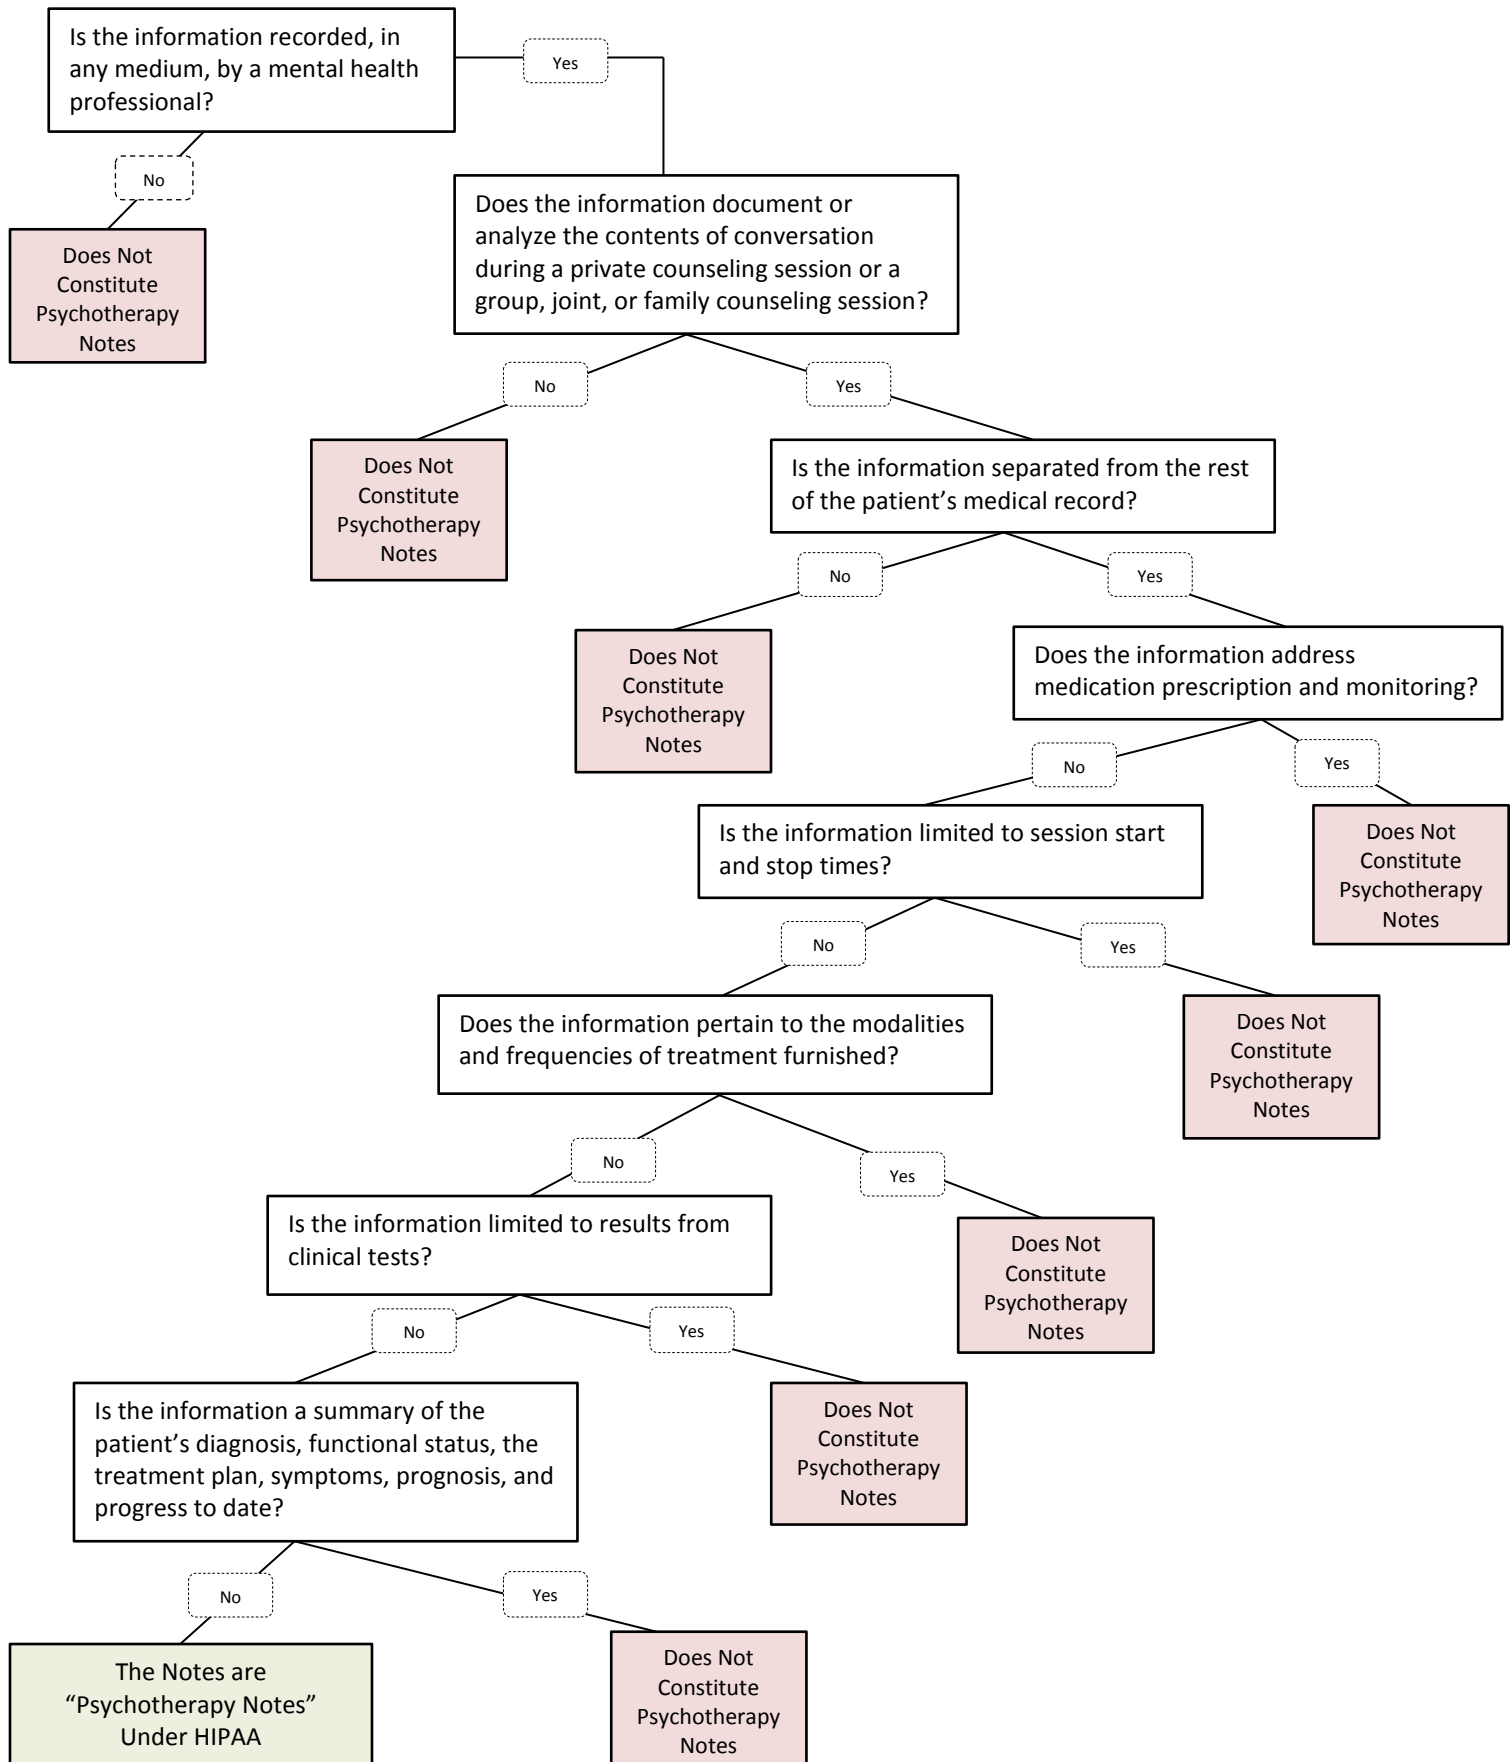 Is the information recorded, in
any medium, by a mental health
professional?
Yes
No
Does Not
Constitute
Psychotherapy
Notes
Does the information document or
analyze the contents of conversation
during a private counseling session or a
group, joint, or family counseling session?
No
Yes
Does Not
Constitute
Psychotherapy
Notes
Is the information separated from the rest
of the patient’s medical record?
No
Yes
Does Not
Constitute
Psychotherapy
Notes
Does the information address
medication prescription and monitoring?
No
Yes
Does Not
Constitute
Psychotherapy
Notes
Is the information limited to session start
and stop times?
No
Yes
Does Not
Constitute
Psychotherapy
Notes
Does the information pertain to the modalities
and frequencies of treatment furnished?
No
Yes
Does Not
Constitute
Psychotherapy
Notes
Is the information limited to results from
clinical tests?
No
Yes
Does Not
Constitute
Psychotherapy
Notes
Is the information a summary of the
patient’s diagnosis, functional status, the
treatment plan, symptoms, prognosis, and
progress to date?
No
Yes
The Notes are
“Psychotherapy Notes”
Under HIPAA
Does Not
Constitute
Psychotherapy
Notes